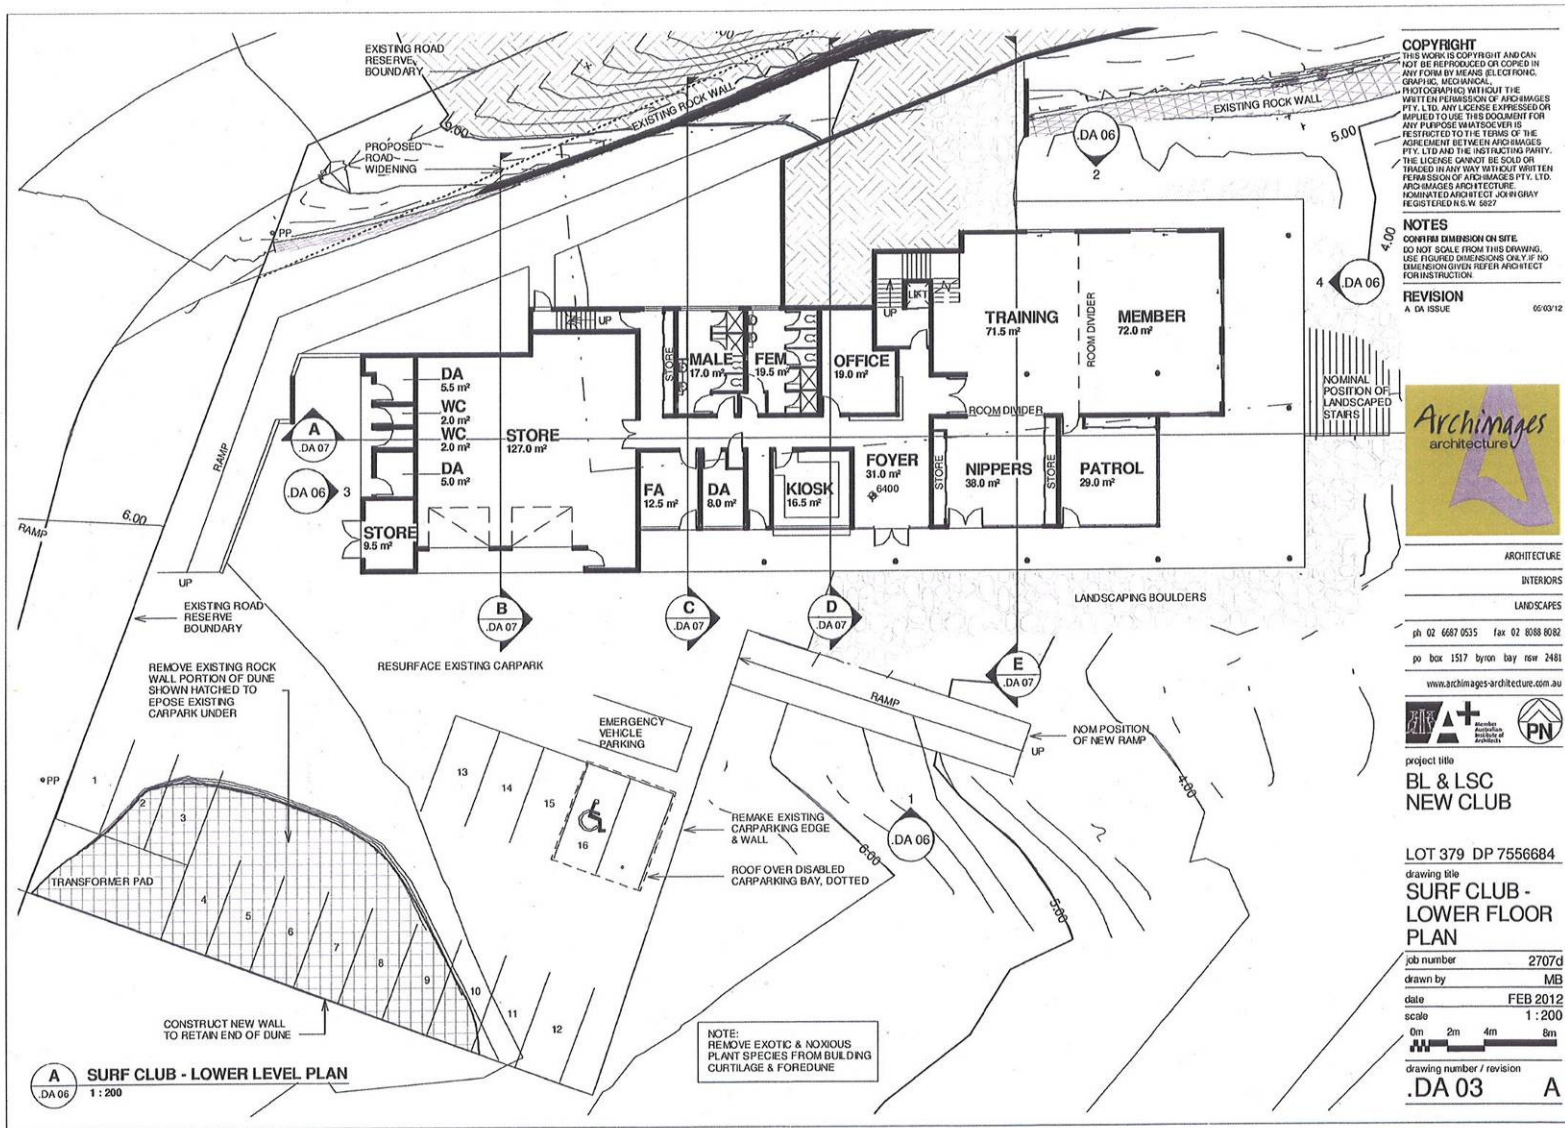 EXISTING ROAD
RESERVE
BOUNDARY
EXISTING ROCK WALL
EXISTING ROCK WALL
9.00
5.00
4.00
PROPOSED
ROAD
WIDENING
PP
.DA 06
2
4
.DA 06
UP
LIFT
UP
TRAINING
71.5 m²
ROOM DIVIDER
MEMBER
72.0 m²
STORE
MALE
17.0 m²
FEM
19.5 m²
OFFICE
19.0 m²
NOMINAL
POSITION OF
LANDSCAPED
STAIRS
DA
5.5 m²
WC
2.0 m²
WC
2.0 m²
DA
5.0 m²
STORE
127.0 m²
ROOM DIVIDER
A
.DA 07
.DA 06
3
RAMP
STORE
9.5 m²
FA
12.5 m²
DA
8.0 m²
KIOSK
16.5 m²
FOYER
31.0 m²
6400
STORE
NIPPERS
38.0 m²
STORE
PATROL
29.0 m²
6.00
RAMP
UP
EXISTING ROAD
RESERVE
BOUNDARY
B
.DA 07
C
.DA 07
D
.DA 07
E
.DA 07
LANDSCAPING BOULDERS
RESURFACE EXISTING CARPARK
REMOVE EXISTING ROCK
WALL PORTION OF DUNE
SHOWN HATCHED TO
EPOSE EXISTING
CARPARK UNDER
EMERGENCY
VEHICLE
PARKING
RAMP
UP
NOM POSITION
OF NEW RAMP
4.00
PP
1
2
3
13
14
15
16
1
.DA 06
6.00
5.00
REMAKE EXISTING
CARPARKING EDGE
& WALL
ROOF OVER DISABLED
CARPARKING BAY, DOTTED
TRANSFORMER PAD
4
5
6
7
8
9
10
11
12
CONSTRUCT NEW WALL
TO RETAIN END OF DUNE
NOTE:
REMOVE EXOTIC & NOXIOUS
PLANT SPECIES FROM BUILDING
CURTILAGE & FOREDUNE
A
.DA 06
SURF CLUB - LOWER LEVEL PLAN
1 : 200
COPYRIGHT
THIS WORK IS COPYRIGHT AND CAN
NOT BE REPRODUCED OR COPIED IN
ANY FORM BY MEANS (ELECTRONIC,
GRAPHIC, MECHANICAL,
PHOTOGRAPHIC) WITHOUT THE
WRITTEN PERMISSION OF ARCHIMAGES
PTY. LTD. ANY LICENSE EXPRESSED OR
IMPLIED TO USE THIS DOCUMENT FOR
ANY PURPOSE WHATSOEVER IS
RESTRICTED TO THE TERMS OF THE
AGREEMENT BETWEEN ARCHIMAGES
PTY. LTD AND THE INSTRUCTING PARTY.
THE LICENSE CANNOT BE SOLD OR
TRADED IN ANY WAY WITHOUT WRITTEN
PERMISSION OF ARCHIMAGES PTY. LTD.
ARCHIMAGES ARCHITECTURE.
NOMINATED ARCHITECT JOHN GRAY
REGISTERED N.S.W. 5827
NOTES
CONFIRM DIMENSION ON SITE.
DO NOT SCALE FROM THIS DRAWING.
USE FIGURED DIMENSIONS ONLY. IF NO
DIMENSION GIVEN REFER ARCHITECT
FOR INSTRUCTION.
REVISION
A DA ISSUE 05/03/12
Archimages
architecture
ARCHITECTURE
INTERIORS
LANDSCAPES
ph 02 6687 0535 fax 02 8088 8082
po box 1517 byron bay nsw 2481
www.archimages-architecture.com.au
A+
Member
Australian
Institute of
Architects
PN
project title
BL & LSC
NEW CLUB
LOT 379 DP 7556684
drawing title
SURF CLUB -
LOWER FLOOR
PLAN
job number 2707d
drawn by MB
date FEB 2012
scale 1 : 200
0m 2m 4m 8m
drawing number / revision
.DA 03 A